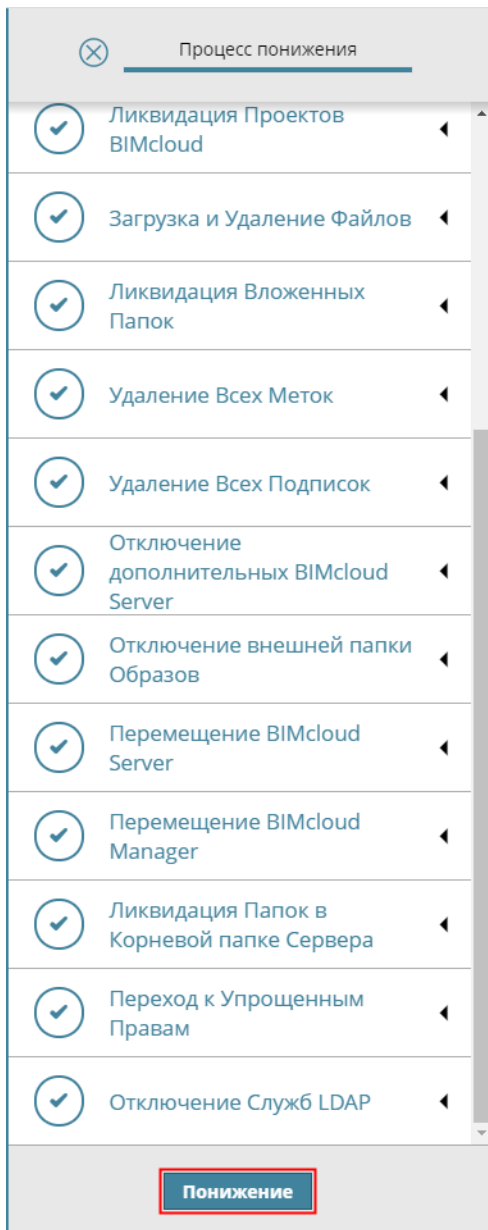 Процесс понижения
Ликвидация Проектов
BIMcloud
Загрузка и Удаление Файлов
Ликвидация Вложенных
Папок
Удаление Всех Меток
Удаление Всех Подписок
Отключение
дополнительных BIMcloud
Server
Отключение внешней папки
Образов
Перемещение BIMcloud
Server
Перемещение BIMcloud
Manager
Ликвидация Папок в
Корневой папке Сервера
Переход к Упрощенным
Правам
Отключение Служб LDAP
Понижение